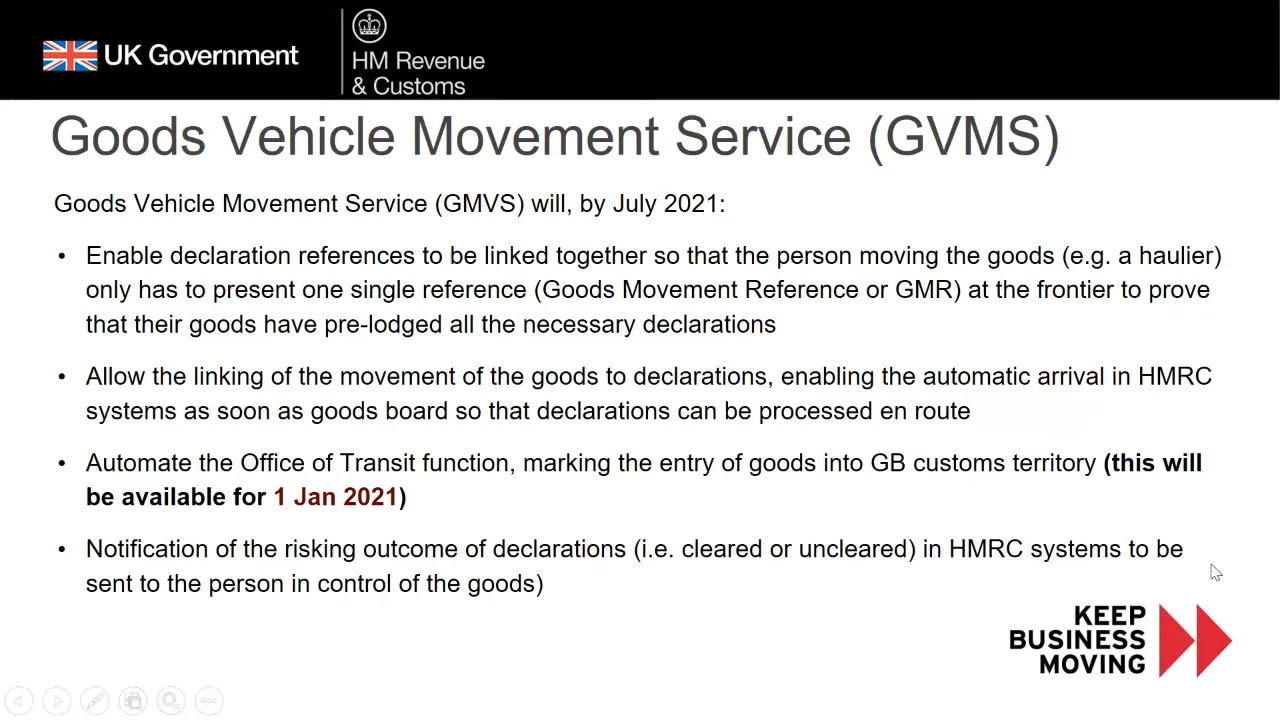 UK Government
HM Revenue
& Customs
Goods Vehicle Movement Service (GVMS)
Goods Vehicle Movement Service (GMVS) will, by July 2021:
• Enable declaration references to be linked together so that the person moving the goods (e.g. a haulier)
only has to present one single reference (Goods Movement Reference or GMR) at the frontier to prove
that their goods have pre-lodged all the necessary declarations
• Allow the linking of the movement of the goods to declarations, enabling the automatic arrival in HMRC
systems as soon as goods board so that declarations can be processed en route
• Automate the Office of Transit function, marking the entry of goods into GB customs territory (this will
be available for 1 Jan 2021)
• Notification of the risking outcome of declarations (i.e. cleared or uncleared) in HMRC systems to be
sent to the person in control of the goods)
KEEP
BUSINESS
MOVING